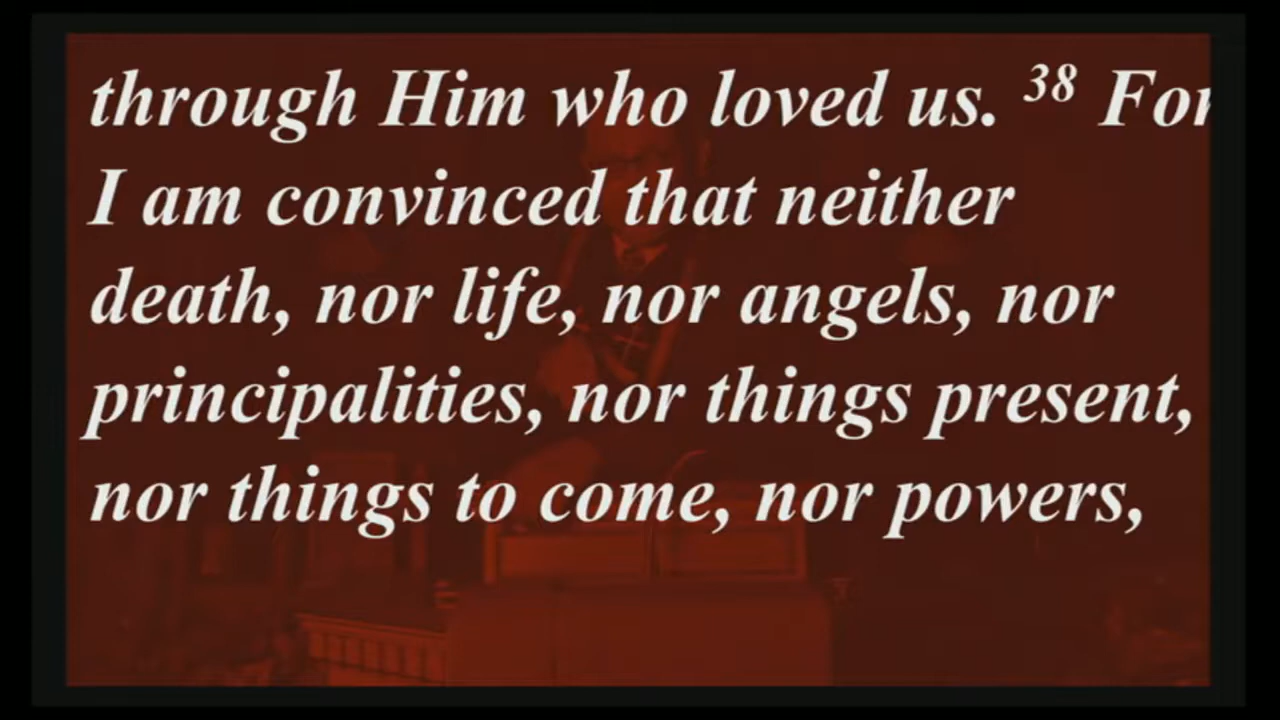 through Him who loved us. 38 For
I am convinced that neither
death, nor life, nor angels, nor
principalities, nor things present,
nor things to come, nor powers,